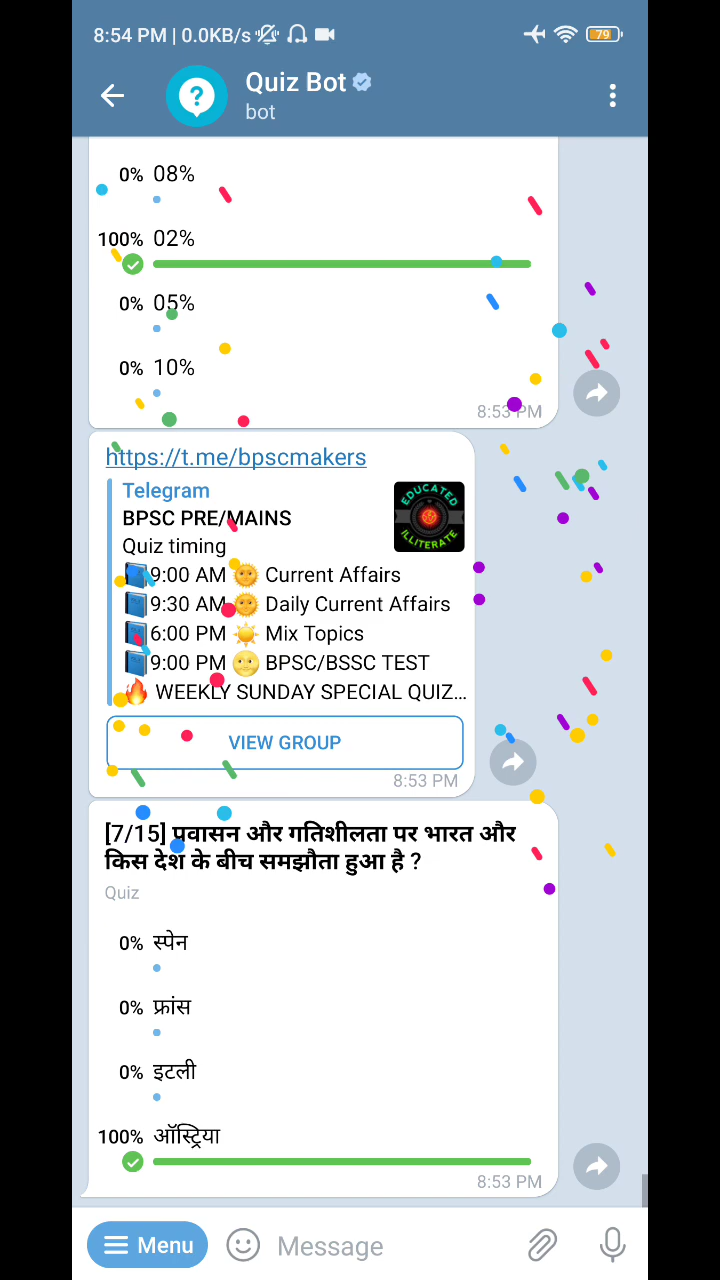 8:54 PM | 0.0KB/s
79
Quiz Bot
bot
0% 08%
100% 02%
0% 05%
0% 10%
8:53 PM
https://t.me/bpscmakers
Telegram
BPSC PRE/MAINS
EDUCATED
ILLITERATE
Quiz timing
📘9:00 AM 🌞 Current Affairs
📘9:30 AM 🌞 Daily Current Affairs
📘6:00 PM ☀️ Mix Topics
📘9:00 PM 🌝 BPSC/BSSC TEST
🔥 WEEKLY SUNDAY SPECIAL QUIZ...
VIEW GROUP
8:53 PM
[7/15] प्रवासन और गतिशीलता पर भारत और
किस देश के बीच समझौता हुआ है ?
Quiz
0% स्पेन
0% फ्रांस
0% इटली
100% ऑस्ट्रिया
8:53 PM
Menu
Message